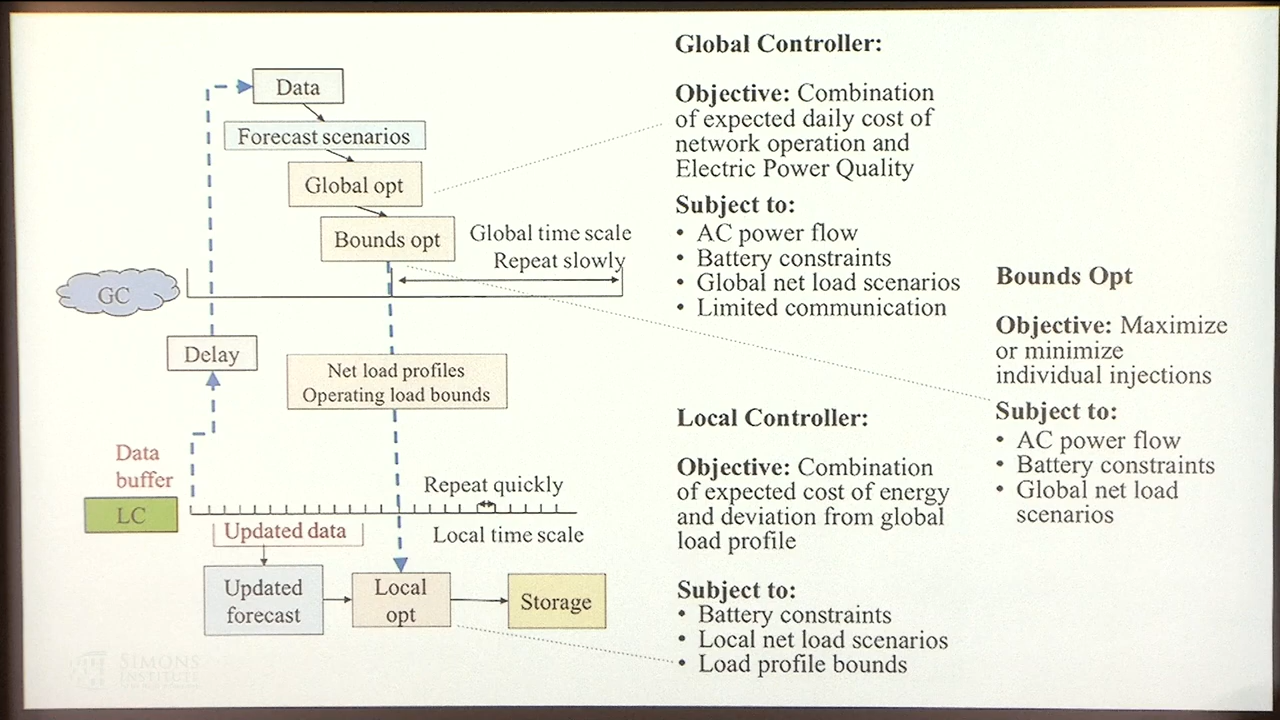 Data
Forecast scenarios
Global opt
Bounds opt
Global time scale
Repeat slowly
GC
Delay
Net load profiles
Operating load bounds
Data
buffer
LC
Repeat quickly
Updated data
Local time scale
Updated
forecast
Local
opt
Storage
Global Controller:
Objective: Combination
of expected daily cost of
network operation and
Electric Power Quality
Subject to:
• AC power flow
• Battery constraints
• Global net load scenarios
• Limited communication
Local Controller:
Objective: Combination
of expected cost of energy
and deviation from global
load profile
Subject to:
• Battery constraints
• Local net load scenarios
• Load profile bounds
Bounds Opt
Objective: Maximize
or minimize
individual injections
Subject to:
• AC power flow
• Battery constraints
• Global net load
scenarios
SIMONS
INSTITUTE